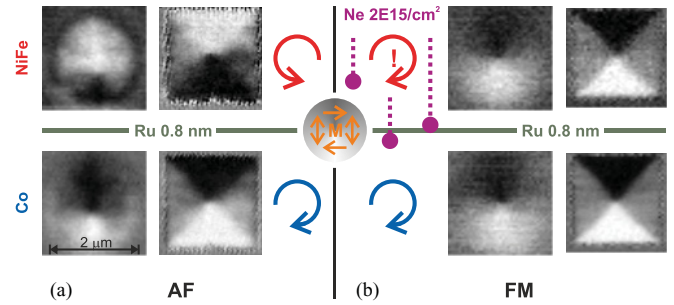 NiFe
Ne 2E15/cm²
!
Ru 0.8 nm
M
Ru 0.8 nm
Co
2 μm
(a) AF
(b) FM